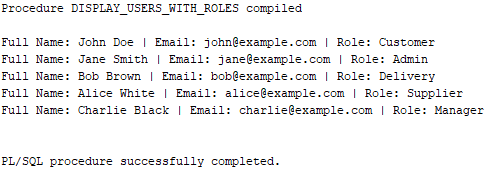 Procedure DISPLAY_USERS_WITH_ROLES compiled
Full Name: John Doe | Email: john@example.com | Role: Customer
Full Name: Jane Smith | Email: jane@example.com | Role: Admin
Full Name: Bob Brown | Email: bob@example.com | Role: Delivery
Full Name: Alice White | Email: alice@example.com | Role: Supplier
Full Name: Charlie Black | Email: charlie@example.com | Role: Manager
PL/SQL procedure successfully completed.